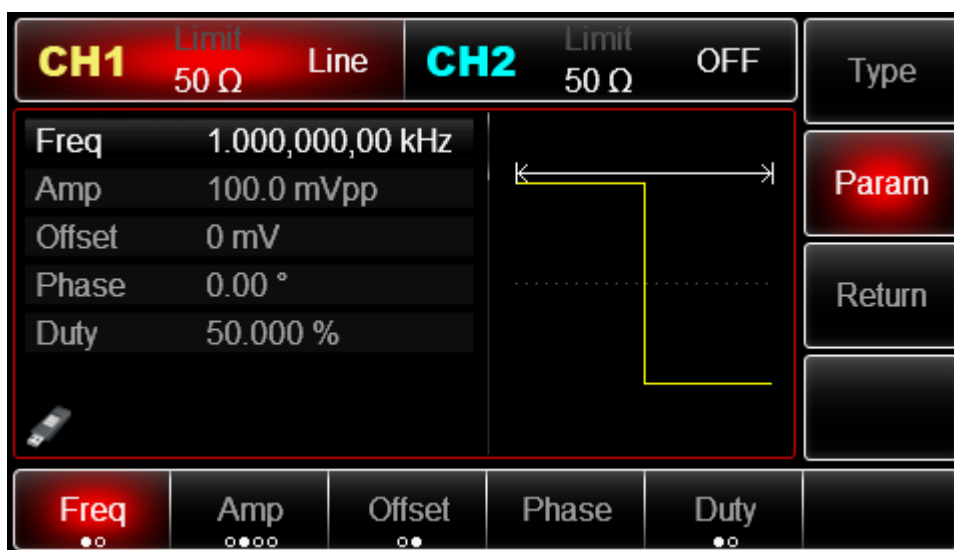 CH1 Limit 50 Ω Line CH2 Limit 50 Ω OFF
Type
Freq 1.000,000,00 kHz
Amp 100.0 mVpp
Offset 0 mV
Phase 0.00 °
Duty 50.000 %
Param
Return
Freq Amp Offset Phase Duty